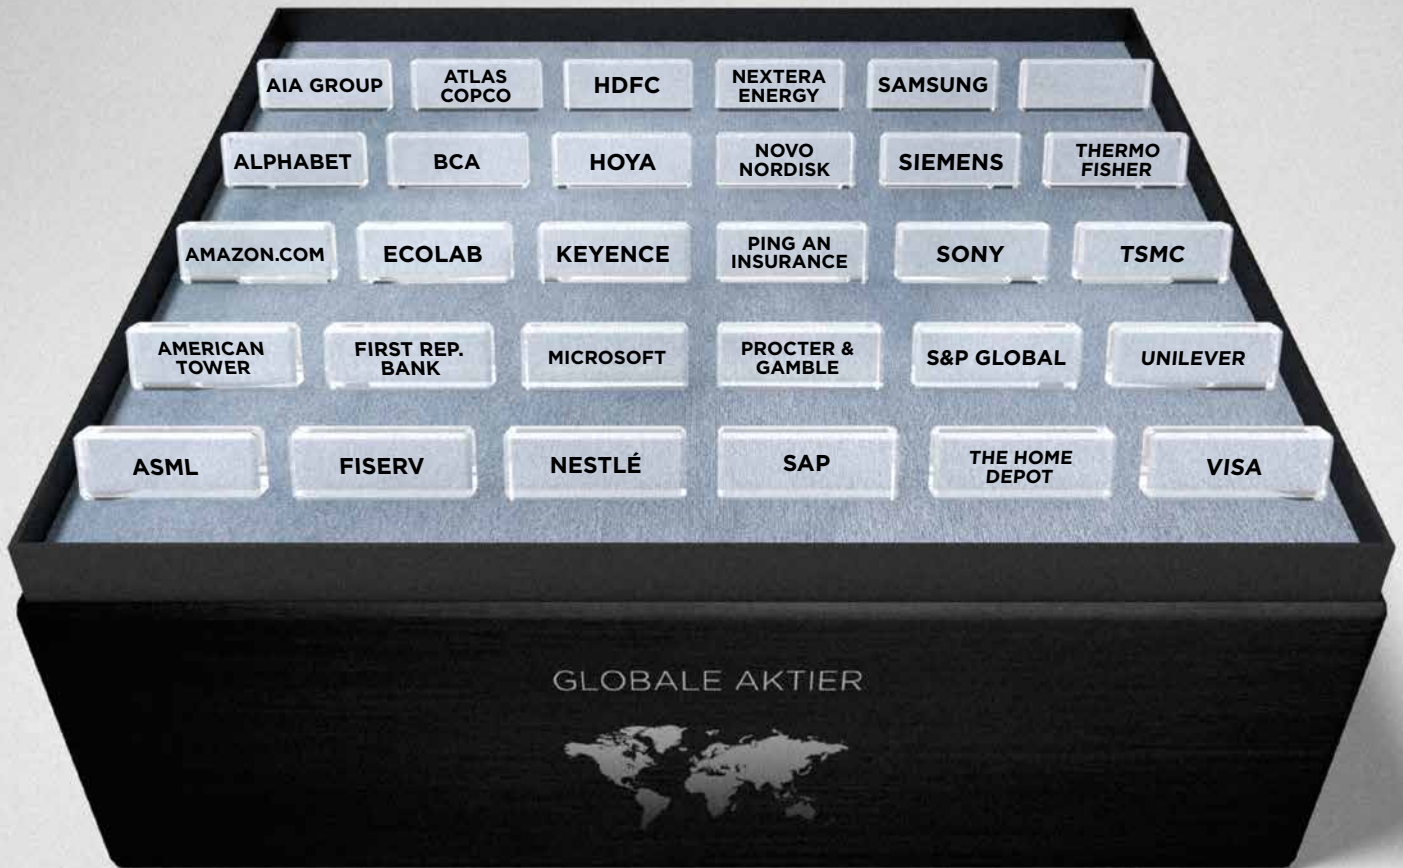 AIA GROUP
ATLAS
COPCO
HDFC
NEXTERA
ENERGY
SAMSUNG
ALPHABET
BCA
HOYA
NOVO
NORDISK
SIEMENS
THERMO
FISHER
AMAZON.COM
ECOLAB
KEYENCE
PING AN
INSURANCE
SONY
TSMC
AMERICAN
TOWER
FIRST REP.
BANK
MICROSOFT
PROCTER &
GAMBLE
S&P GLOBAL
UNILEVER
ASML
FISERV
NESTLÉ
SAP
THE HOME
DEPOT
VISA
GLOBALE AKTIER